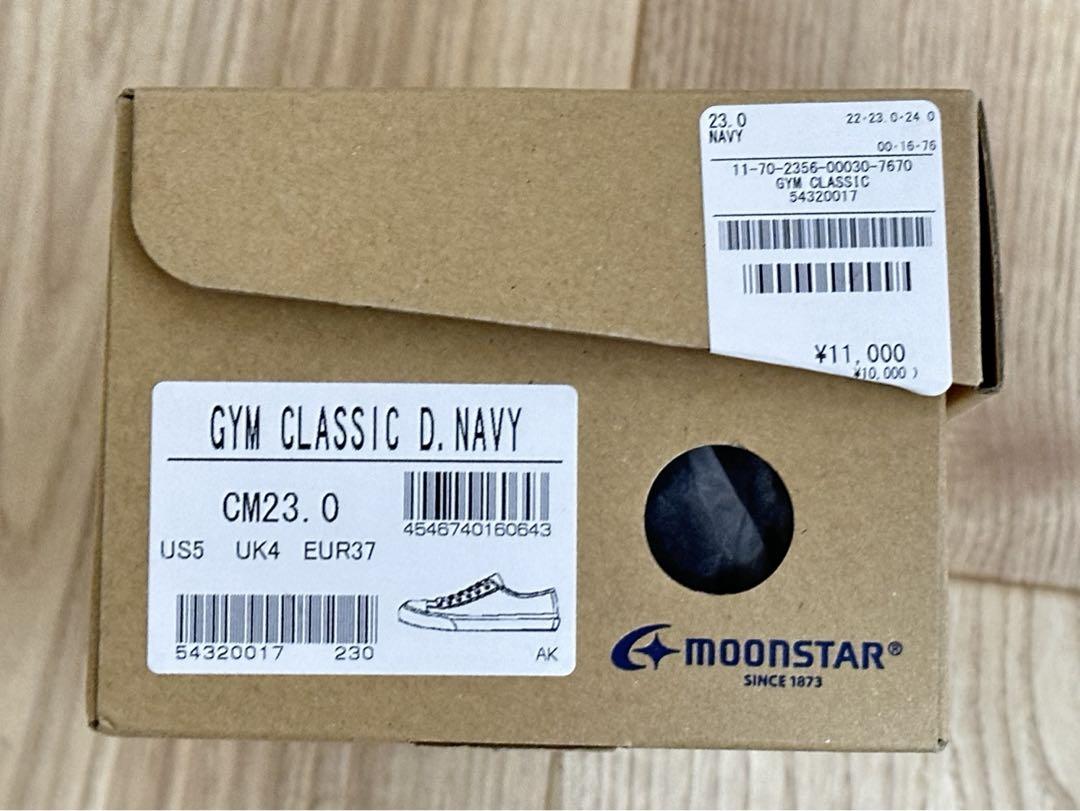 23.0 22-23.0-24 0
NAVY
00-16-76
11-70-2356-00030-7670
GYM CLASSIC
54320017
¥11,000
¥10,000 )
GYM CLASSIC D.NAVY
CM23.0
4546740160643
US5 UK4 EUR37
54320017 230
AK
MOONSTAR®
SINCE 1873